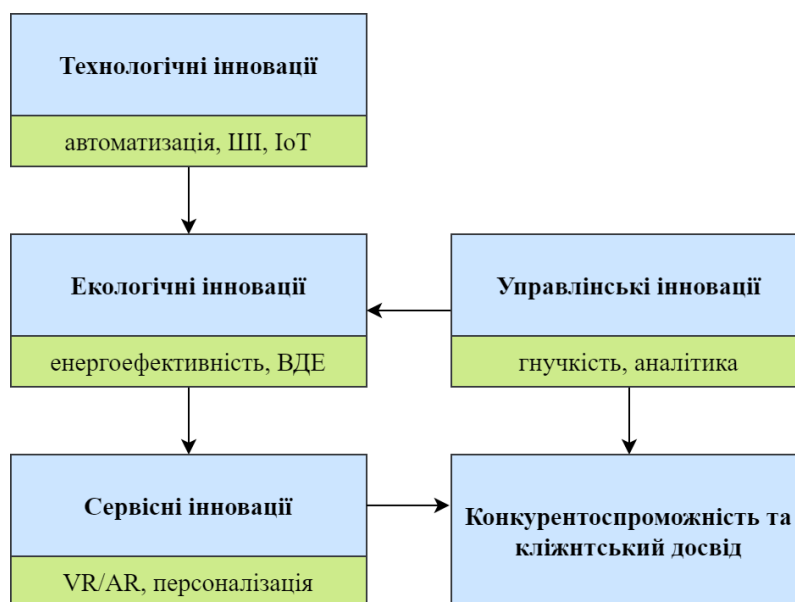 Технологічні інновації
автоматизація, ШІ, IoT
Екологічні інновації
енергоефективність, ВДЕ
Управлінські інновації
гнучкість, аналітика
Сервісні інновації
VR/AR, персоналізація
Конкурентоспроможність та
кліжнтський досвід